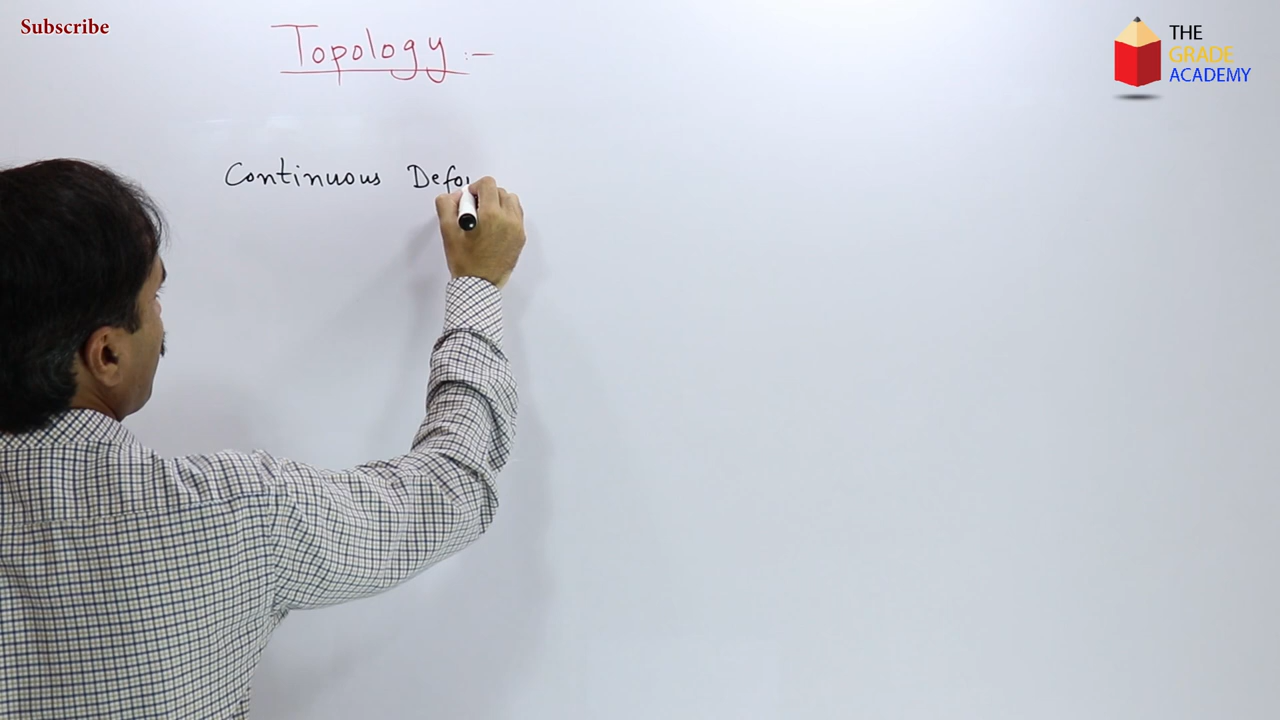 Subscribe
Topology :-
THE
GRADE
ACADEMY
Continuous Defo